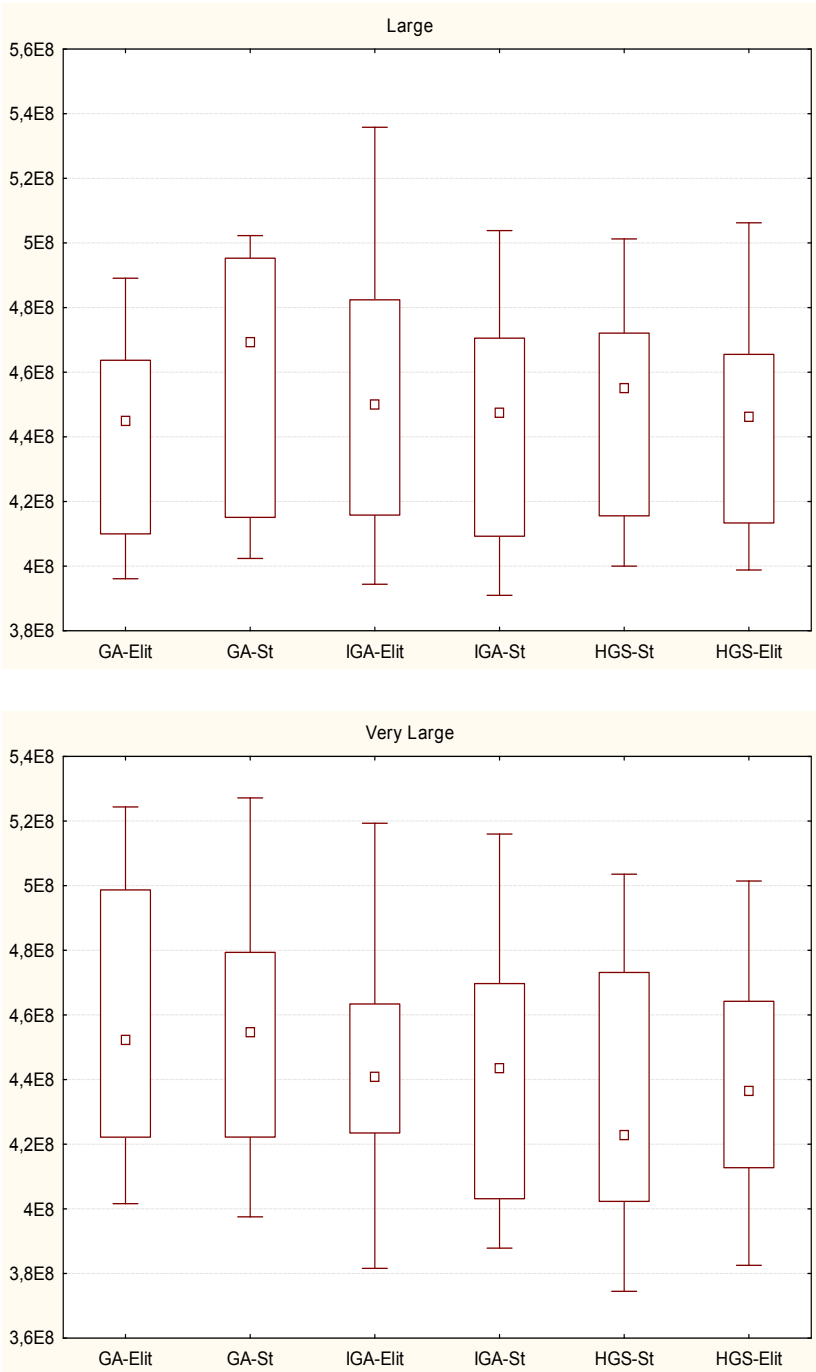 Large
5,6E8
5,4E8
5,2E8
5E8
4,8E8
4,6E8
4,4E8
4,2E8
4E8
3,8E8
GA-Elit GA-St IGA-Elit IGA-St HGS-St HGS-Elit
Very Large
5,4E8
5,2E8
5E8
4,8E8
4,6E8
4,4E8
4,2E8
4E8
3,8E8
3,6E8
GA-Elit GA-St IGA-Elit IGA-St HGS-St HGS-Elit